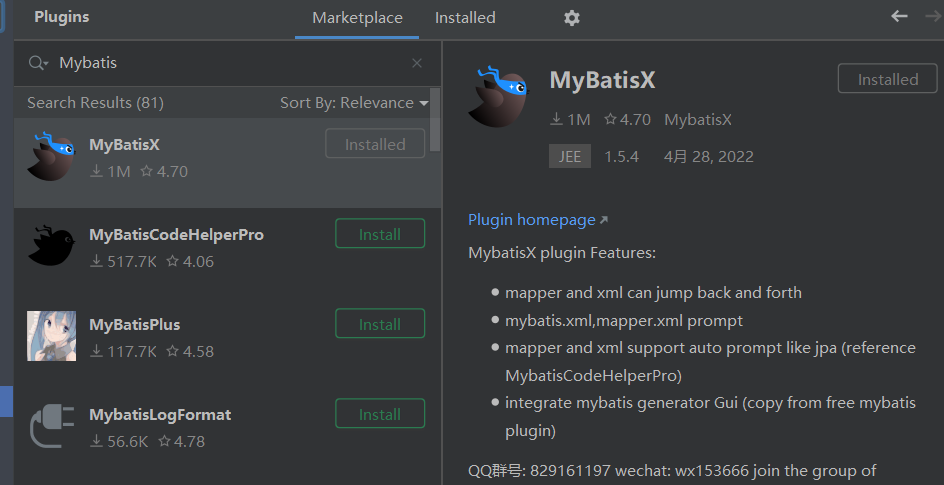 Plugins
Marketplace
Installed
Mybatis
Search Results (81)
Sort By: Relevance
MyBatisX
Installed
1M 4.70
MyBatisCodeHelperPro
Install
517.7K 4.06
MyBatisPlus
Install
117.7K 4.58
MybatisLogFormat
Install
56.6K 4.78
MyBatisX
Installed
1M 4.70 MybatisX
JEE 1.5.4 4月 28, 2022
Plugin homepage
MybatisX plugin Features:
mapper and xml can jump back and forth
mybatis.xml,mapper.xml prompt
mapper and xml support auto prompt like jpa (reference
MybatisCodeHelperPro)
integrate mybatis generator Gui (copy from free mybatis
plugin)
QQ群号: 829161197 wechat: wx153666 join the group of